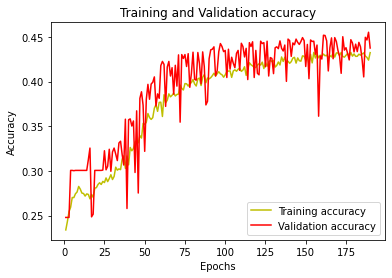 Training and Validation accuracy
Accuracy
0.45
0.40
0.35
0.30
0.25
1 25 50 75 100 125 150 175
Epochs
Training accuracy
Validation accuracy